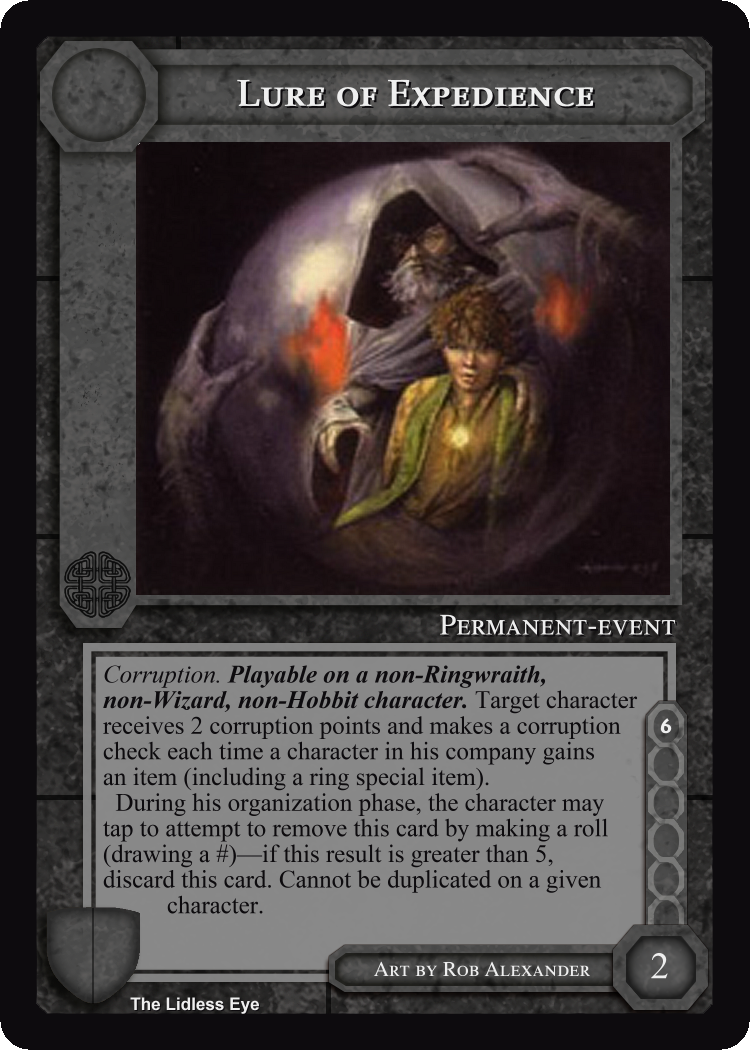 Lure of Expedience
Permanent-event
Corruption. Playable on a non-Ringwraith,
non-Wizard, non-Hobbit character. Target character
receives 2 corruption points and makes a corruption
check each time a character in his company gains
an item (including a ring special item).
During his organization phase, the character may
tap to attempt to remove this card by making a roll
(drawing a #)—if this result is greater than 5,
discard this card. Cannot be duplicated on a given
character.
6
Art by Rob Alexander
2
The Lidless Eye